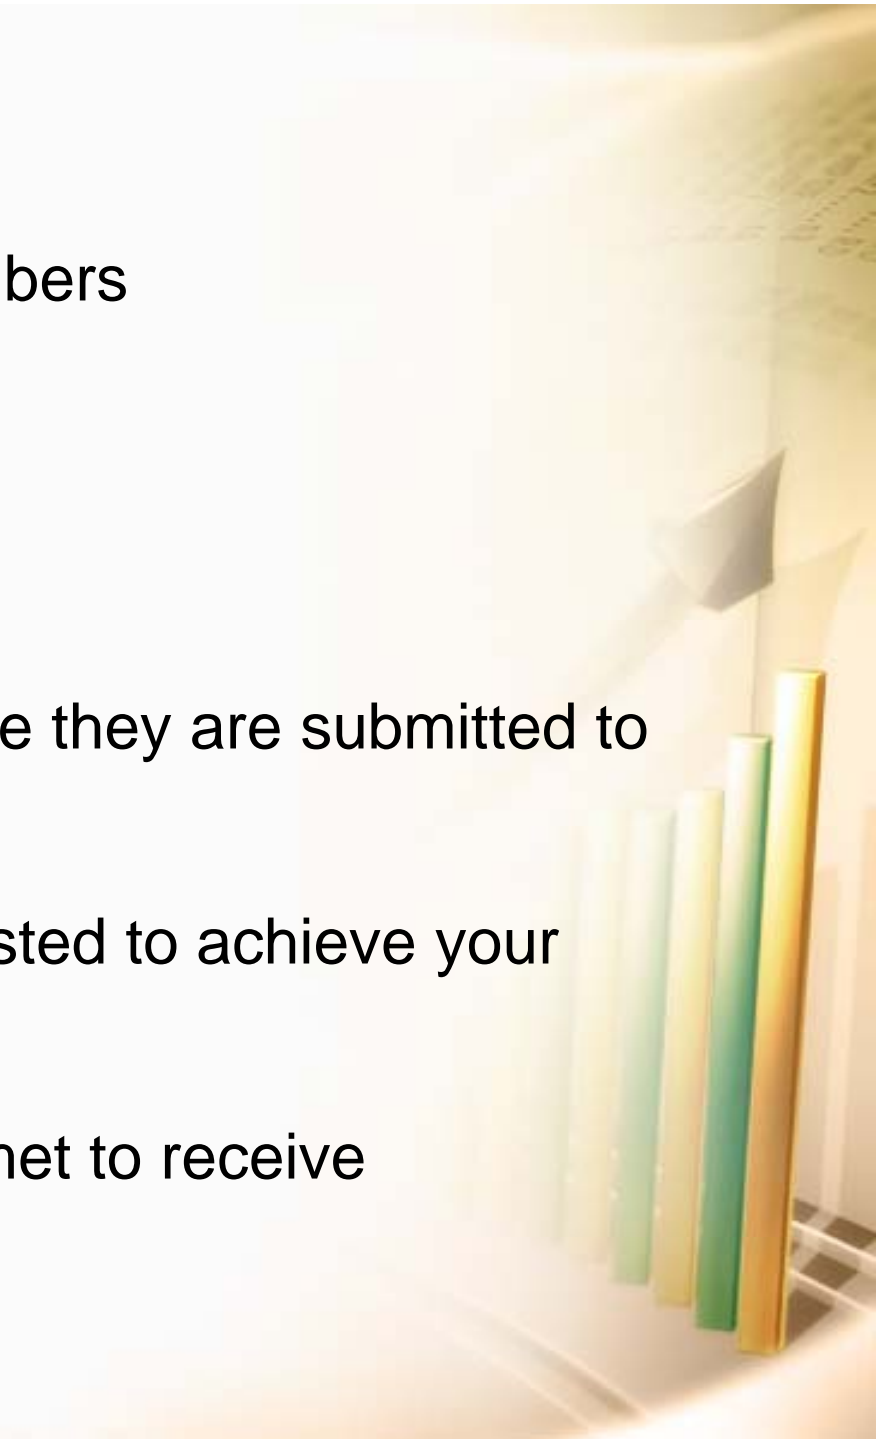 bers
e they are submitted to
sted to achieve your
net to receive